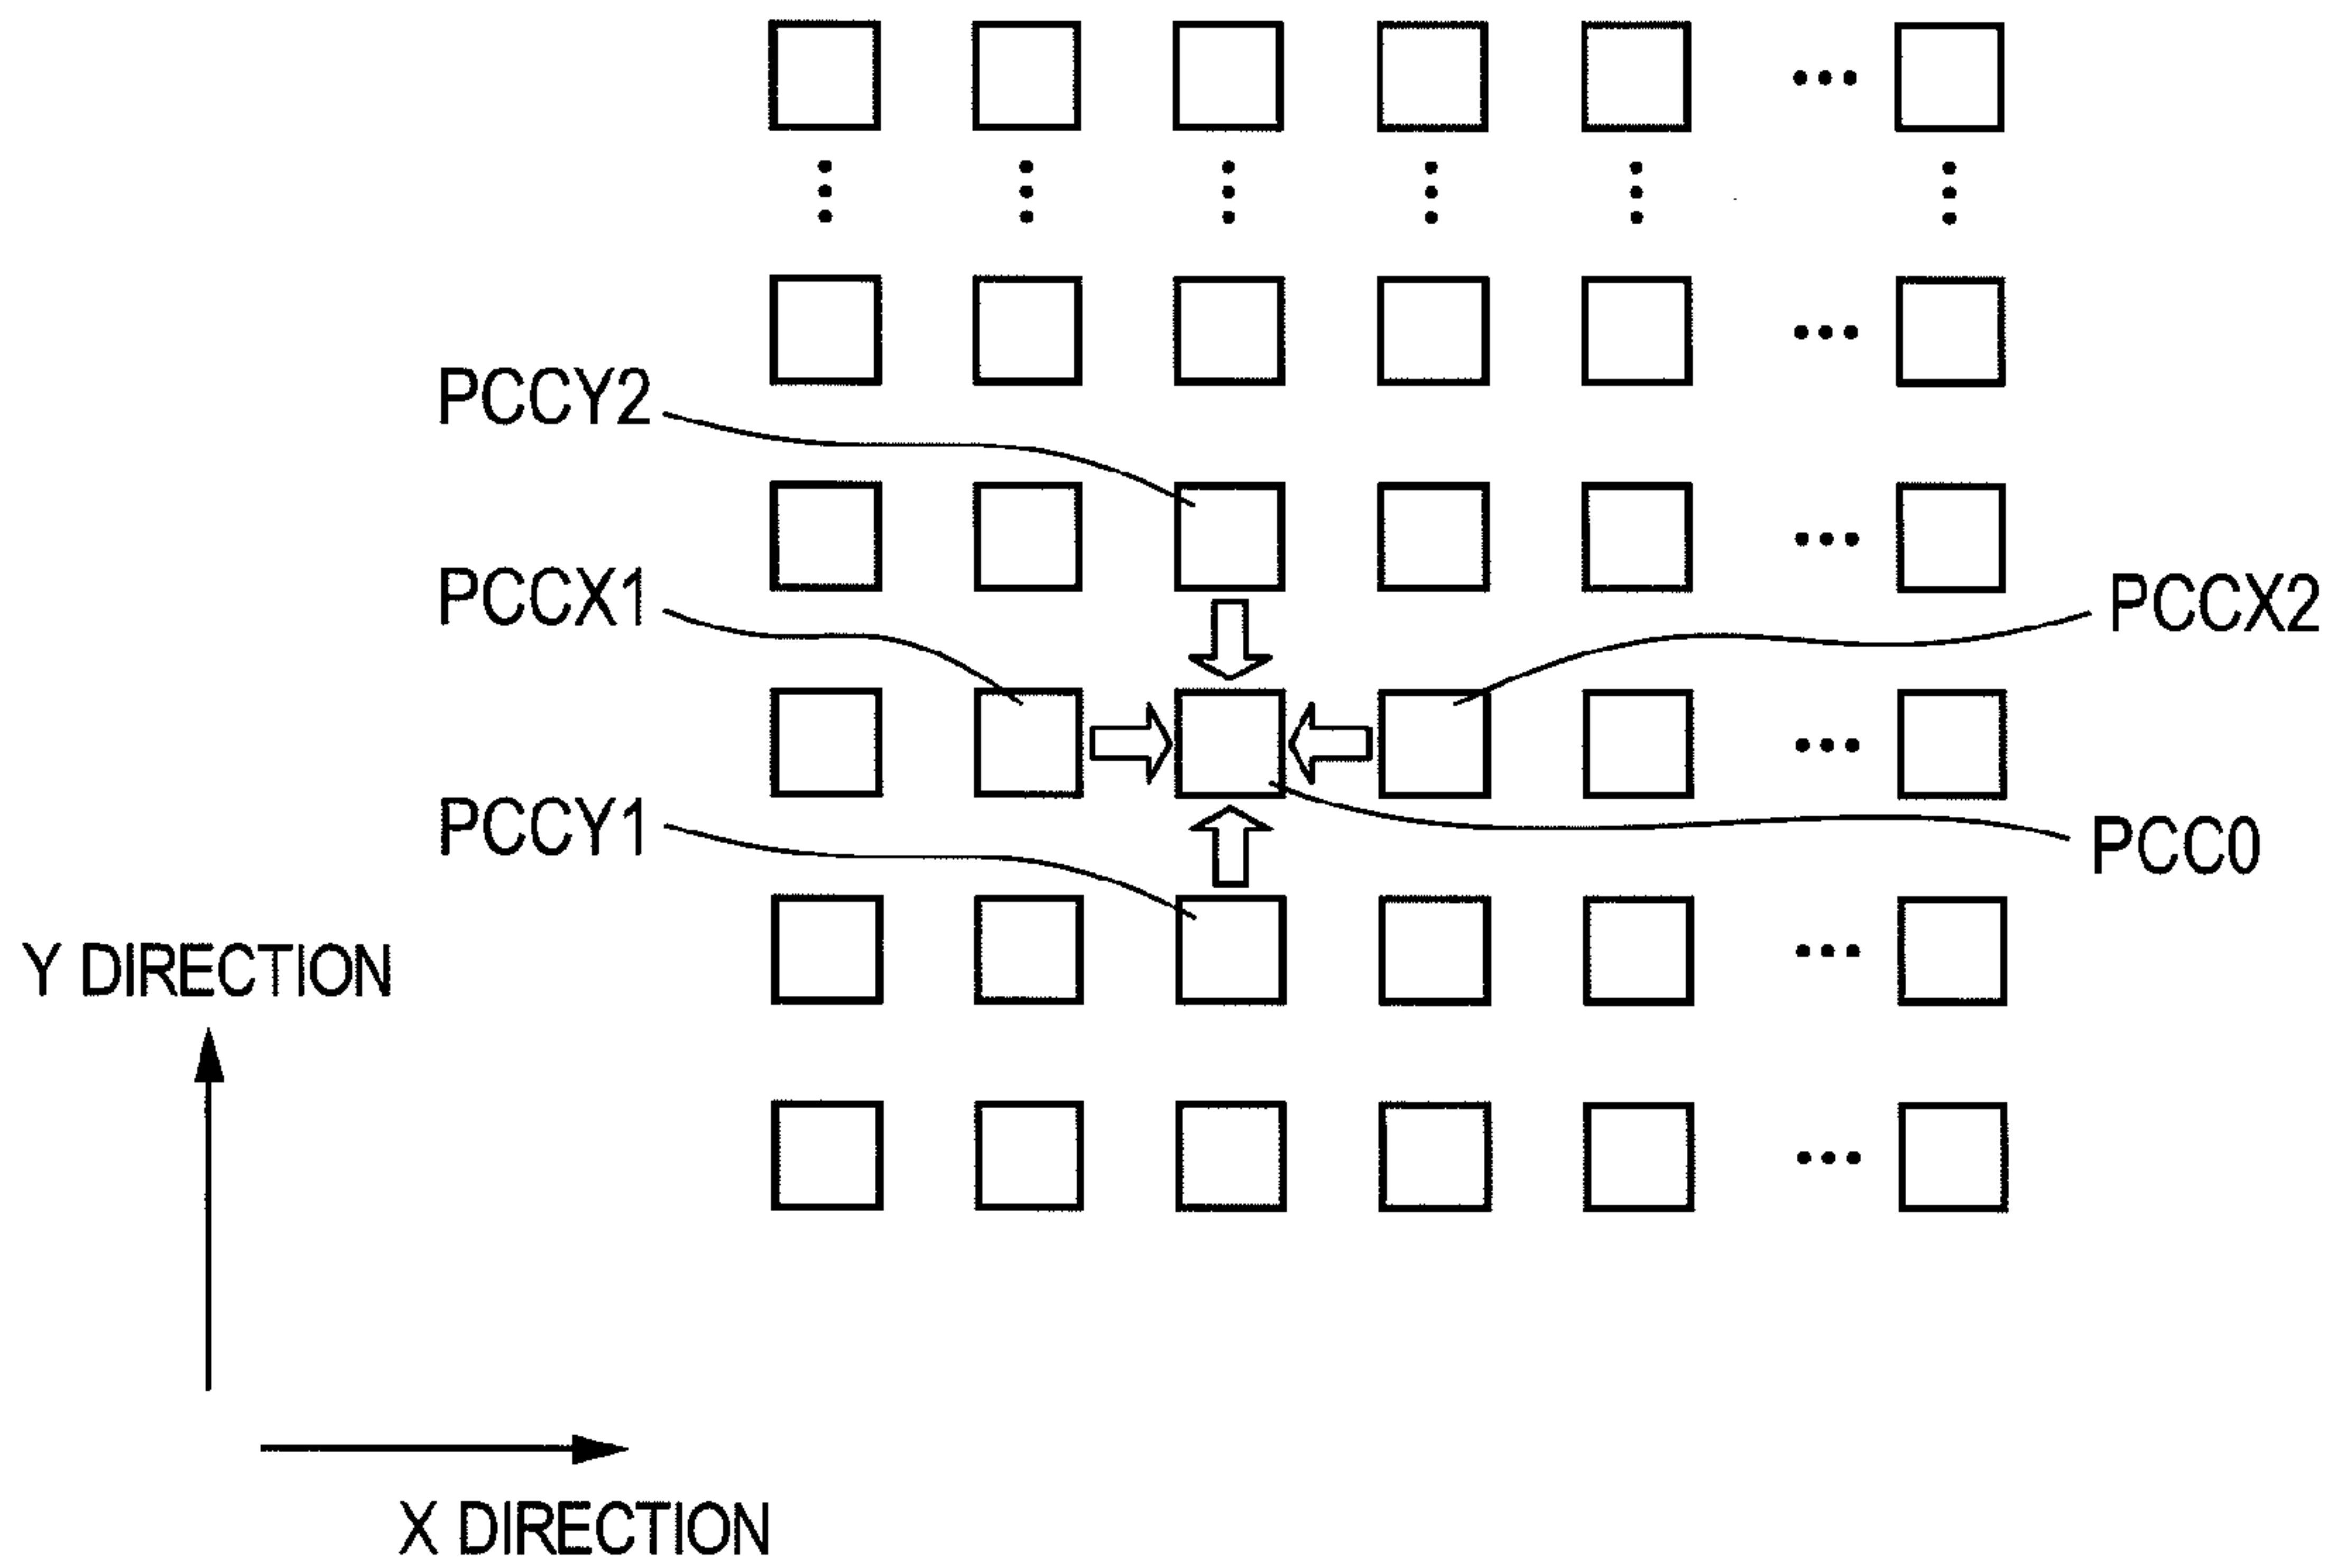 PCCY2
PCCX1
PCCX2
PCCY1
PCC0
Y DIRECTION
X DIRECTION